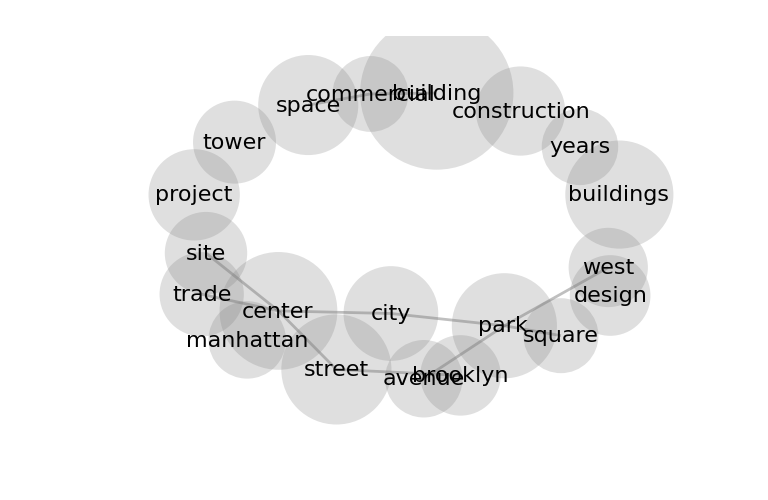 commercial
building
space
construction
tower
years
project
buildings
site
west
trade
design
center
city
park
square
manhattan
street
avenue
brooklyn